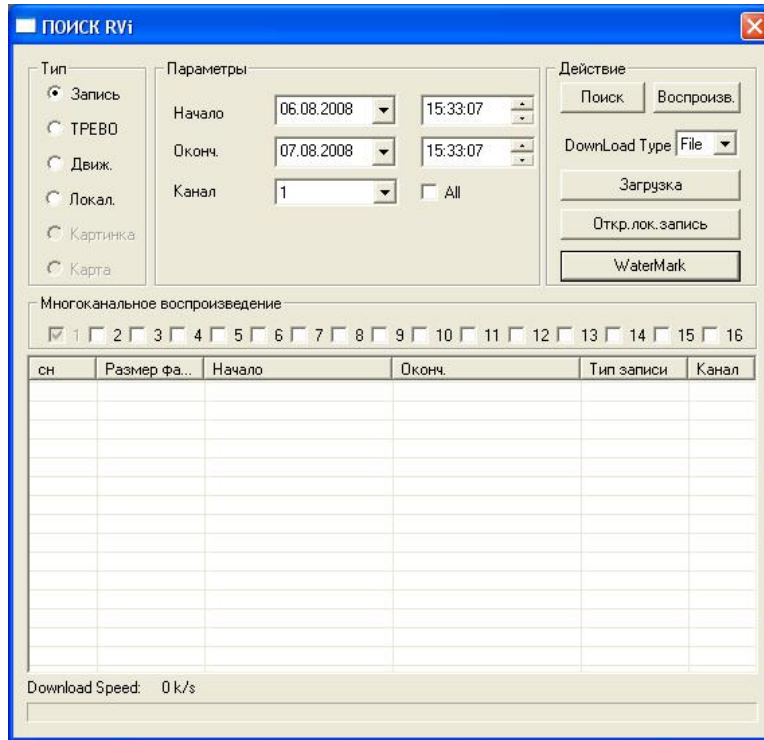 ПОИСК RVi
Тип
Запись
ТРЕВО
Движ.
Локал.
Картинка
Карта
Параметры
Начало 06.08.2008 15:33:07
Оконч. 07.08.2008 15:33:07
Канал 1 All
Действие
Поиск Воспроизв.
DownLoad Type File
Загрузка
Откр.лок.запись
WaterMark
Многоканальное воспроизведение
1 2 3 4 5 6 7 8 9 10 11 12 13 14 15 16
сн Размер фа... Начало Оконч. Тип записи Канал
Download Speed: 0 k/s